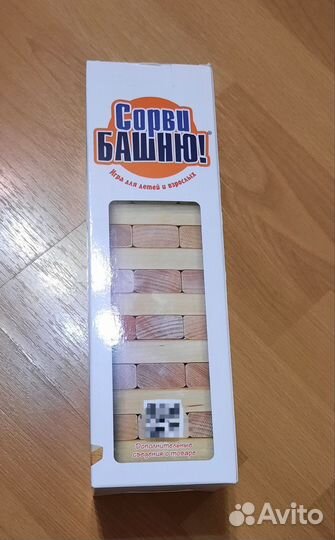 Сорви
БАШНЮ!®
Игра для детей и взрослых
Дополнительные
сведения о товаре
Avito